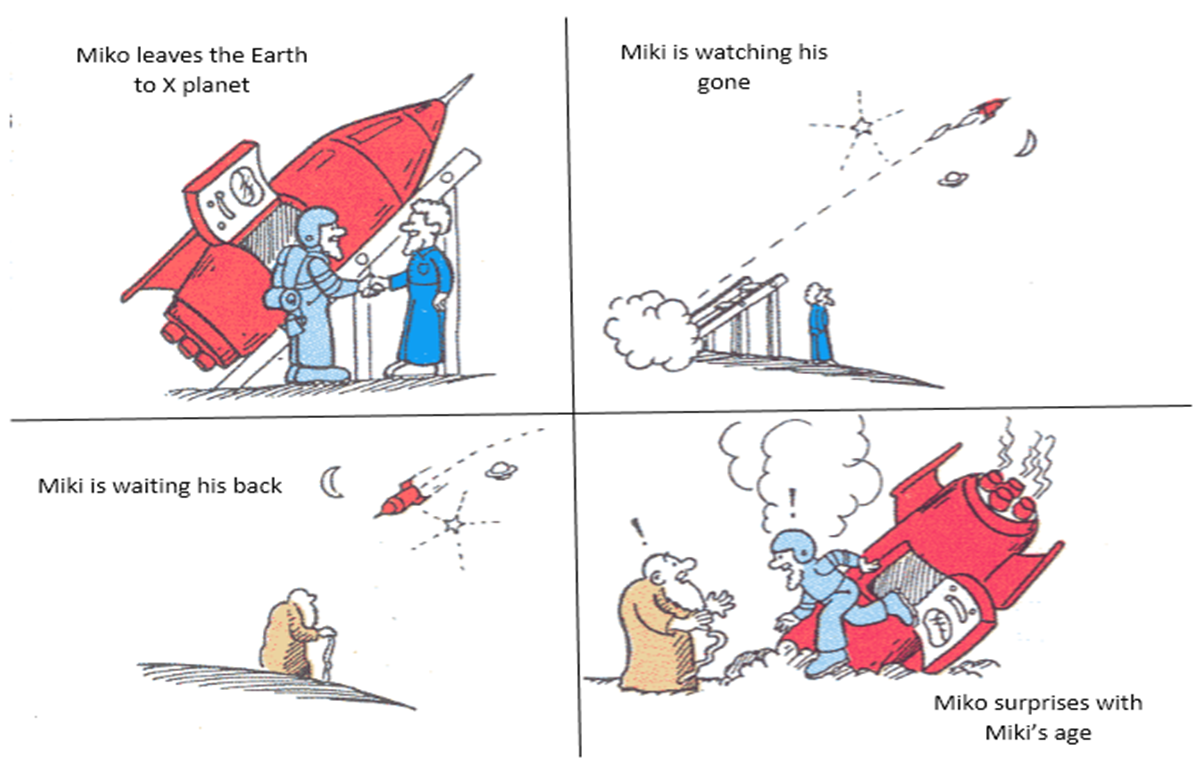 Miko leaves the Earth
to X planet
Miki is watching his
gone
Miki is waiting his back
!
!
Miko surprises with
Miki's age